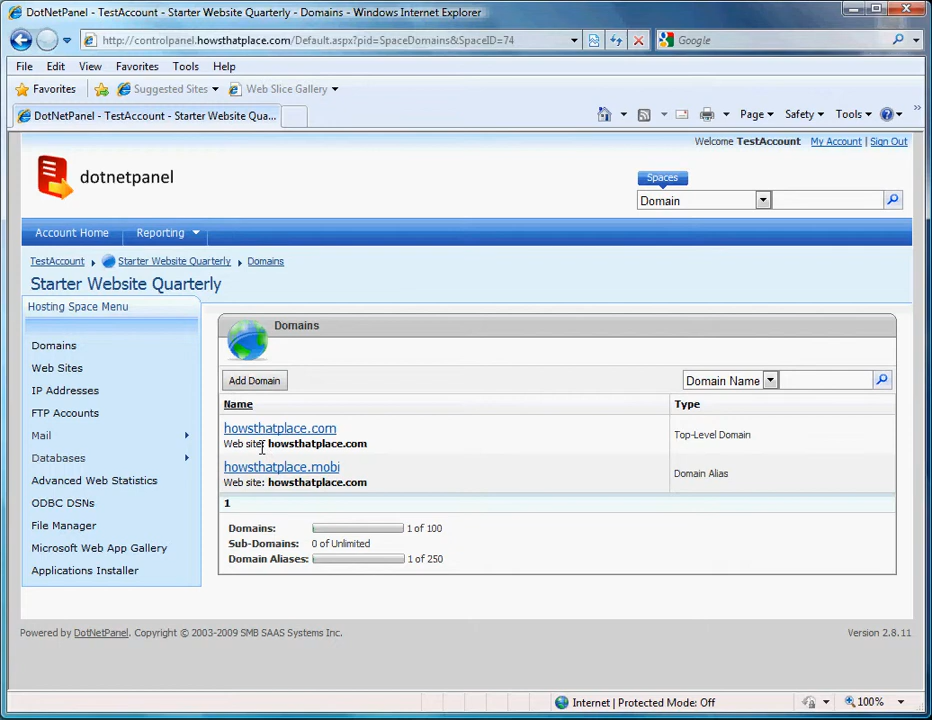 DotNetPanel - TestAccount - Starter Website Quarterly - Domains - Windows Internet Explorer
http://controlpanel.howsthatplace.com/Default.aspx?pid=SpaceDomains&SpaceID=74
Google
File Edit View Favorites Tools Help
Favorites Suggested Sites Web Slice Gallery
DotNetPanel - TestAccount - Starter Website Qua... Page Safety Tools »
Welcome TestAccount My Account | Sign Out
dotnetpanel
Spaces
Domain
Account Home Reporting
TestAccount Starter Website Quarterly Domains
Starter Website Quarterly
Hosting Space Menu
Domains
Web Sites
IP Addresses
FTP Accounts
Mail
Databases
Advanced Web Statistics
ODBC DSNs
File Manager
Microsoft Web App Gallery
Applications Installer
Domains
Add Domain Domain Name
Name Type
howsthatplace.com
Web site: howsthatplace.com Top-Level Domain
howsthatplace.mobi
Web site: howsthatplace.com Domain Alias
1
Domains: 1 of 100
Sub-Domains: 0 of Unlimited
Domain Aliases: 1 of 250
Powered by DotNetPanel. Copyright © 2003-2009 SMB SAAS Systems Inc. Version 2.8.11
Internet | Protected Mode: Off 100%